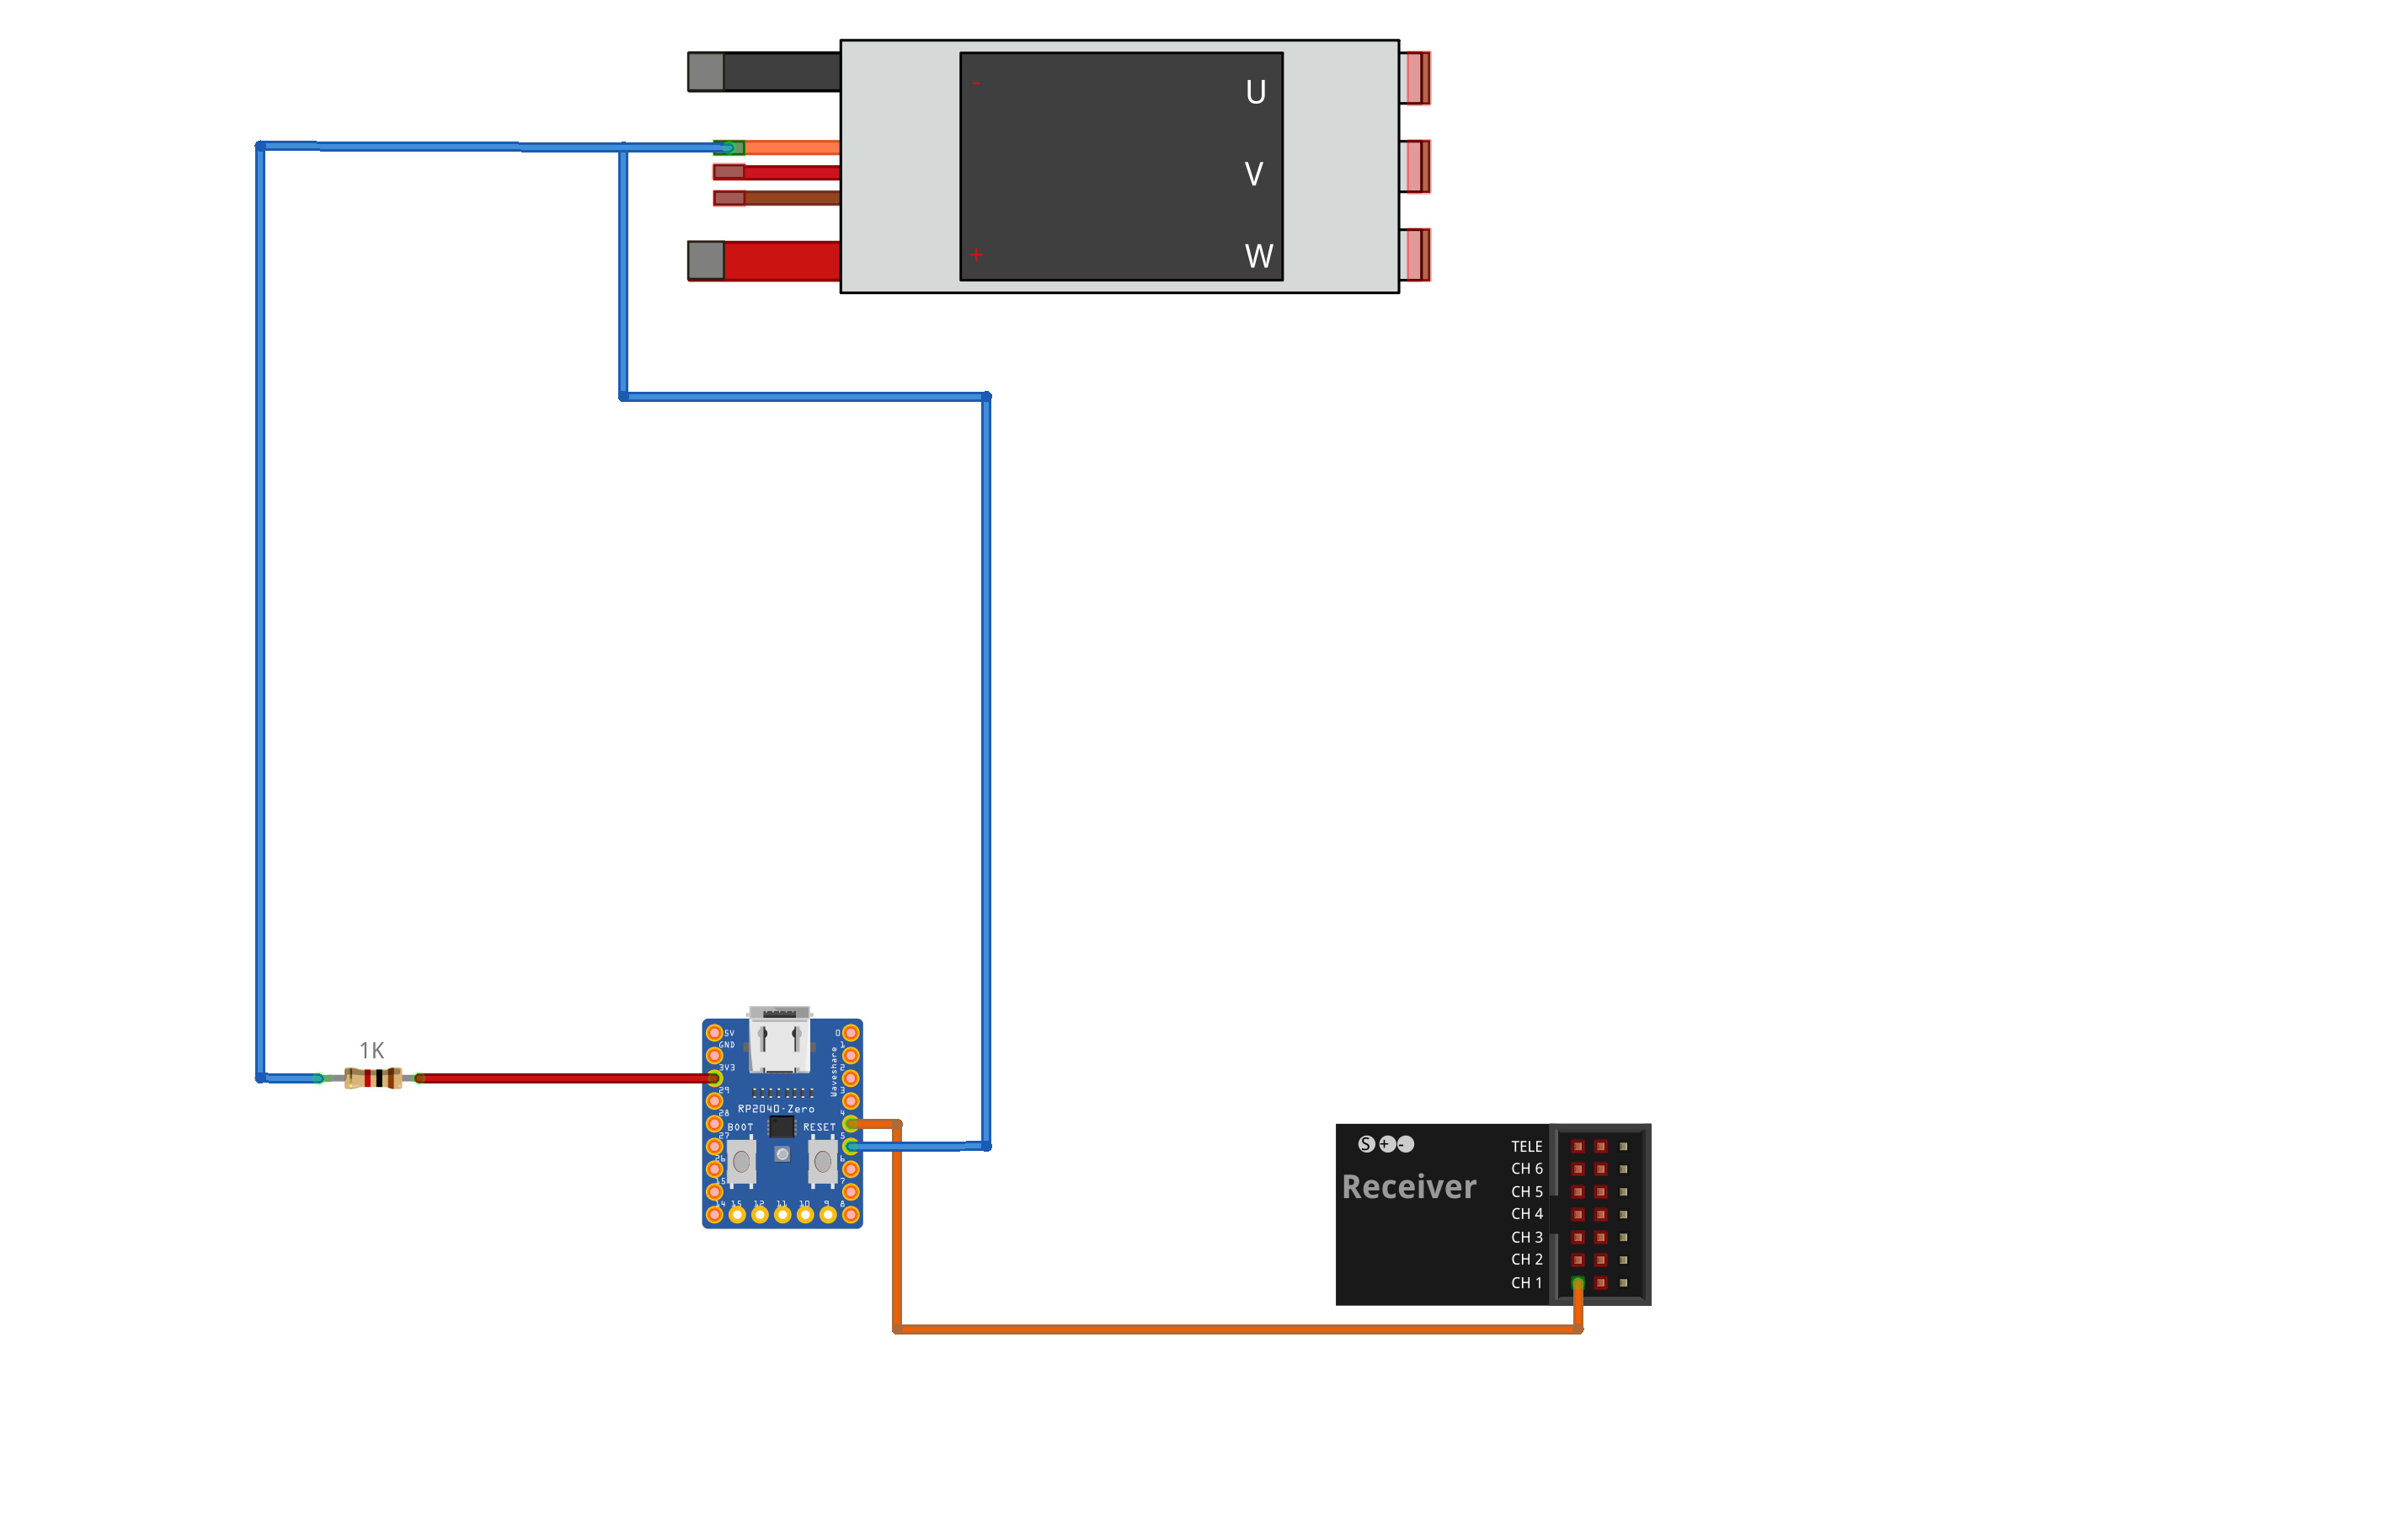 -
U
V
+
W
1K
5V
0
GND
1
3V3
2
29
3
28
4
27
5
26
6
15
7
14
15
12
11
10
9
8
Waveshare
RP2040-Zero
BOOT
RESET
S + -
Receiver
TELE
CH 6
CH 5
CH 4
CH 3
CH 2
CH 1